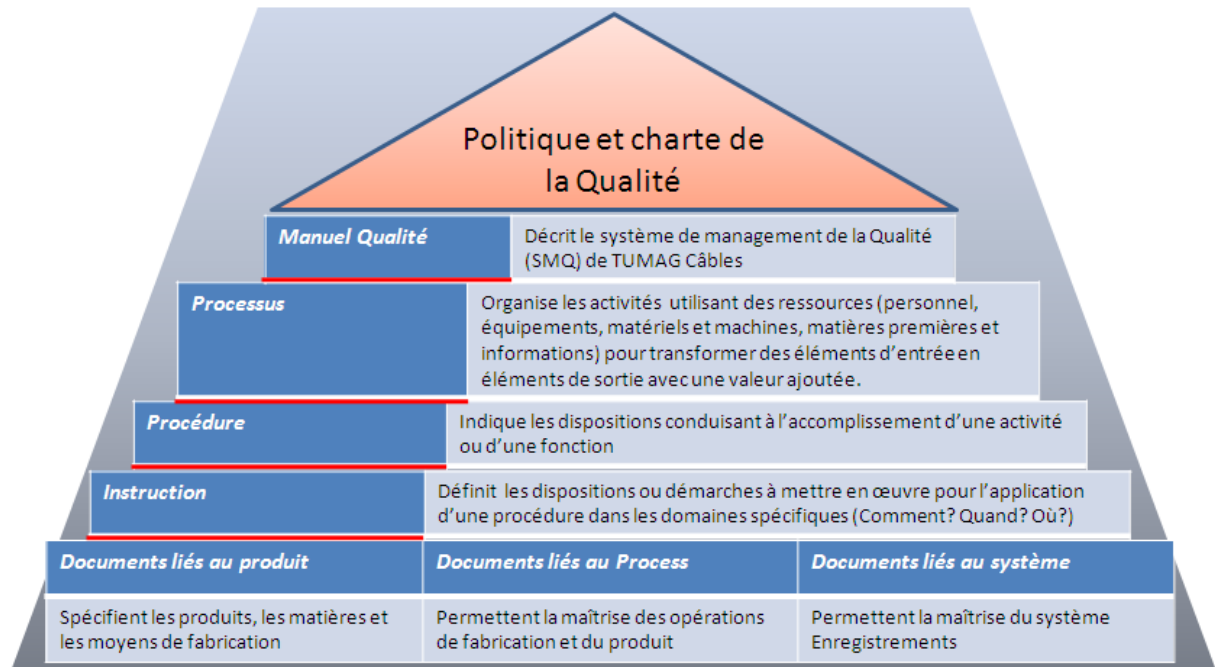 Politique et charte de
la Qualité
Manuel Qualité
Décrit le système de management de la Qualité
(SMQ) de TUMAG Câbles
Processus
Organise les activités utilisant des ressources (personnel,
équipements, matériels et machines, matières premières et
informations) pour transformer des éléments d’entrée en
éléments de sortie avec une valeur ajoutée.
Procédure
Indique les dispositions conduisant à l’accomplissement d’une activité
ou d’une fonction
Instruction
Définit les dispositions ou démarches à mettre en œuvre pour l’application
d’une procédure dans les domaines spécifiques (Comment? Quand? Où?)
Documents liés au produit
Spécifient les produits, les matières et
les moyens de fabrication
Documents liés au Process
Permettent la maîtrise des opérations
de fabrication et du produit
Documents liés au système
Permettent la maîtrise du système
Enregistrements